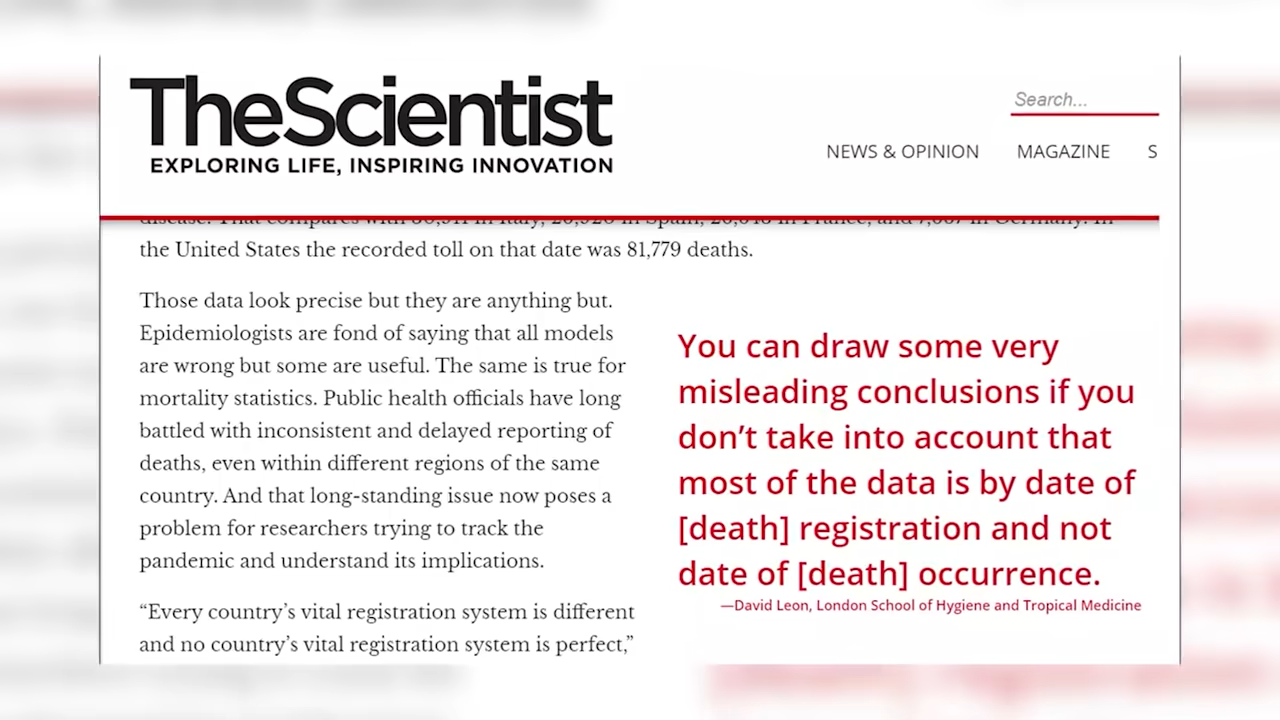 TheScientist
EXPLORING LIFE, INSPIRING INNOVATION
Search...
NEWS & OPINION MAGAZINE S
the United States the recorded toll on that date was 81,779 deaths.
Those data look precise but they are anything but.
Epidemiologists are fond of saying that all models
are wrong but some are useful. The same is true for
mortality statistics. Public health officials have long
battled with inconsistent and delayed reporting of
deaths, even within different regions of the same
country. And that long-standing issue now poses a
problem for researchers trying to track the
pandemic and understand its implications.
“Every country’s vital registration system is different
and no country’s vital registration system is perfect,”
You can draw some very
misleading conclusions if you
don’t take into account that
most of the data is by date of
[death] registration and not
date of [death] occurrence.
—David Leon, London School of Hygiene and Tropical Medicine